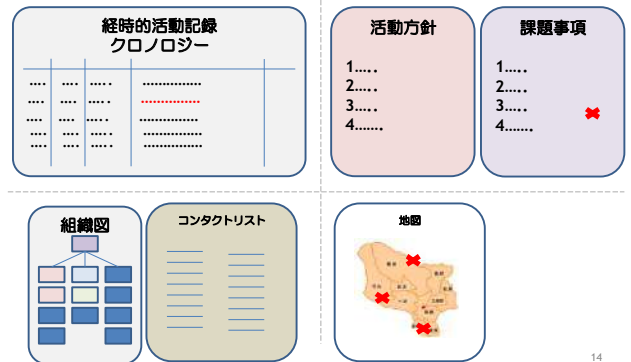 経時的活動記録
クロノロジー
活動方針
1.....
2.....
3.....
4.......
課題事項
1.....
2.....
3.....
4.......
組織図
コンタクトリスト
地図
14